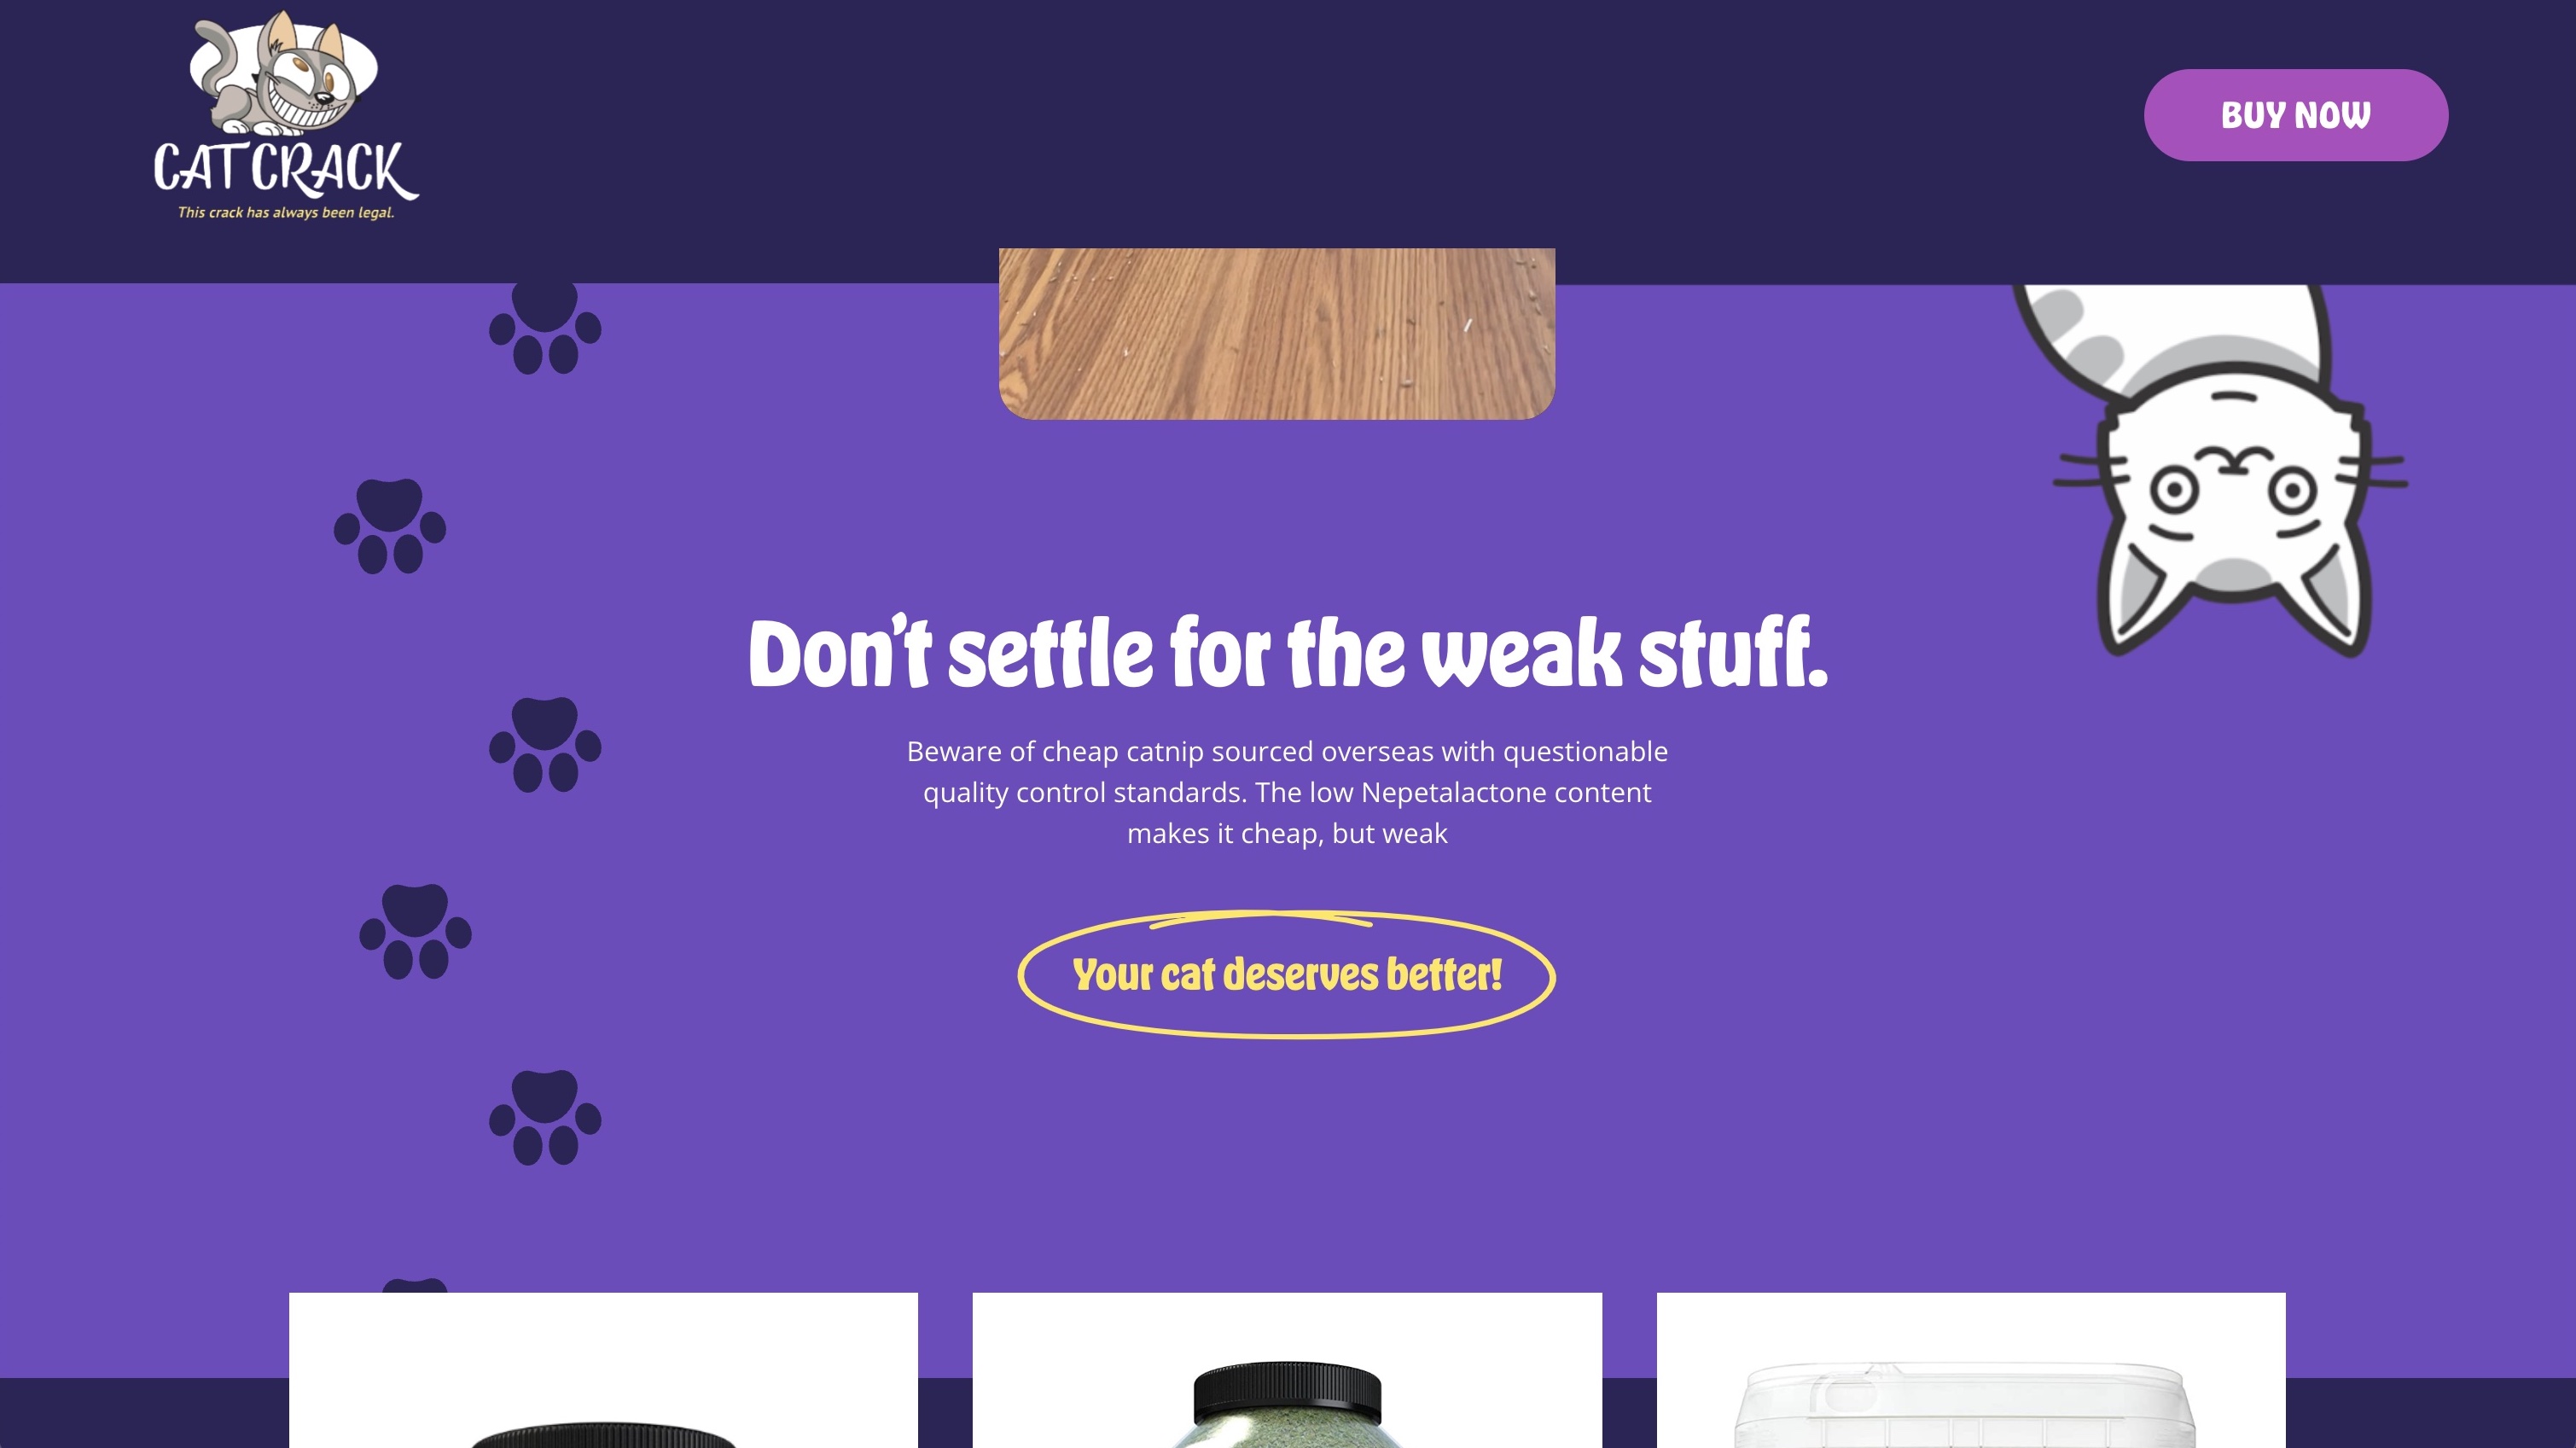 CAT CRACK
This crack has always been legal.
BUY NOW
Don't settle for the weak stuff.
Beware of cheap catnip sourced overseas with questionable
quality control standards. The low Nepetalactone content
makes it cheap, but weak
Your cat deserves better!